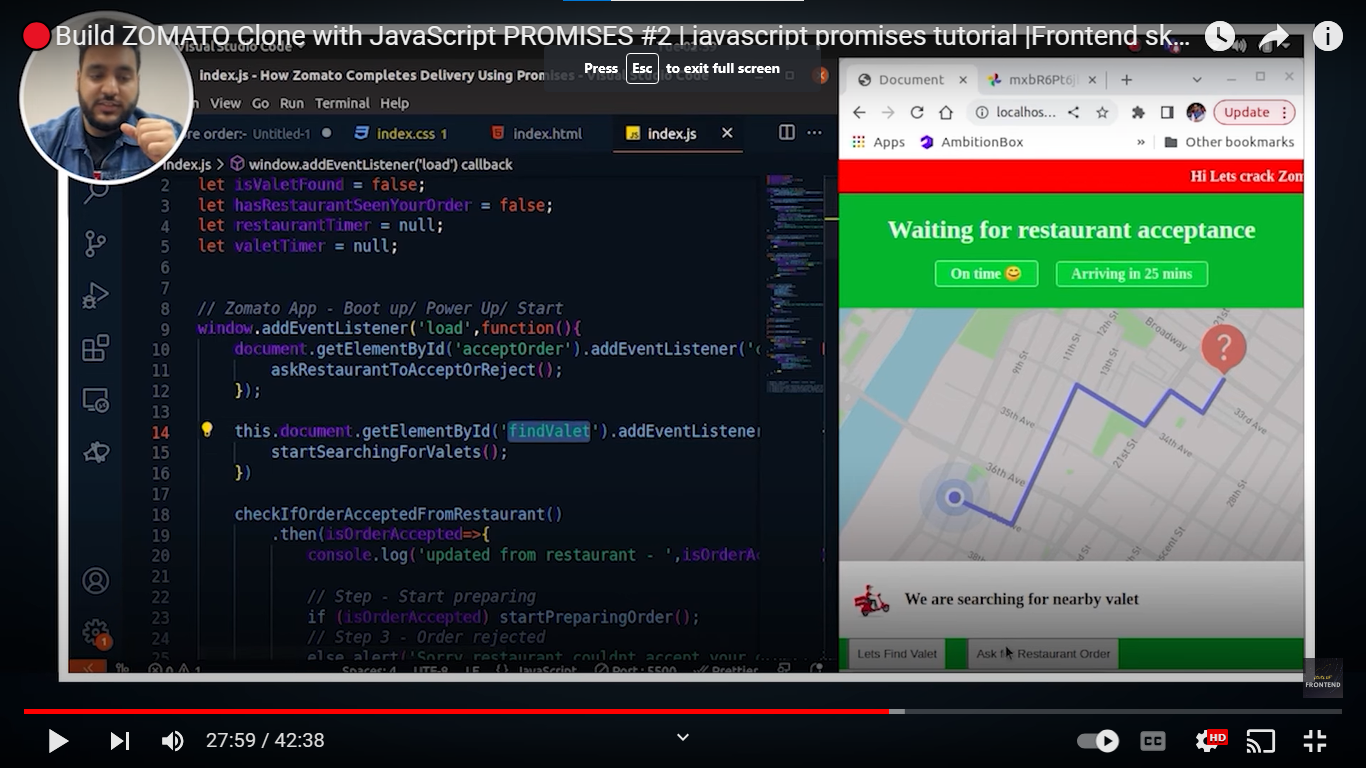 Build ZOMATO Clone with JavaScript PROMISES #2 | javascript promises tutorial |Frontend sk...
Visual Studio Code
Press Esc to exit full screen
index.js - How Zomato Completes Delivery Using Promises - Visual Studio Code
View Go Run Terminal Help
re order:- Untitled-1
index.css 1
index.html
index.js
index.js > window.addEventListener('load') callback
2 let isValetFound = false;
3 let hasRestaurantSeenYourOrder = false;
4 let restaurantTimer = null;
5 let valetTimer = null;
6
7
8 // Zomato App - Boot up/ Power Up/ Start
9 window.addEventListener('load',function(){
10 document.getElementById('acceptOrder').addEventListener('
11 askRestaurantToAcceptOrReject();
12 });
13
14 this.document.getElementById('findValet').addEventListener
15 startSearchingForValets();
16 })
17
18 checkIfOrderAcceptedFromRestaurant()
19 .then(isOrderAccepted=>{
20 console.log('updated from restaurant - ',isOrderAc
21
22 // Step - Start preparing
23 if (isOrderAccepted) startPreparingOrder();
24 // Step 3 - Order rejected
25 else alert('Sorry restaurant couldnt accept your
1
0 1 Spaces: 4 UTF-8 LF {} JavaScript Port : 5500 Prettier
Document
mxbR6Pt6j
localhos...
Update
Apps
AmbitionBox
»
Other bookmarks
Hi Lets crack Zom
Waiting for restaurant acceptance
On time 😊
Arriving in 25 mins
Broadway
21st
12th St
11th St
13th St
9th St
?
35th Ave
33rd Ave
34th Ave
21st St
36th Ave
28th St
escent St
We are searching for nearby valet
Lets Find Valet
Ask Restaurant Order
FRONTEND
27:59 / 42:38
CC
HD